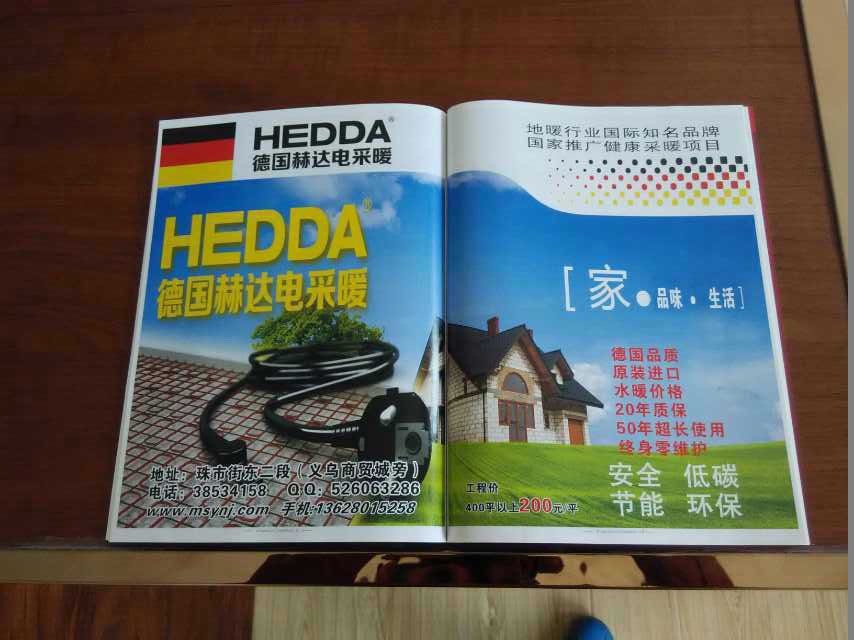 HEDDA®
德国赫达电采暖
HEDDA®
德国赫达电采暖
地址：珠市街东二段（义乌商贸城旁）
电话：38534158 QQ：526063286
www.msynj.com 手机:13628015258
地暖行业国际知名品牌
国家推广健康采暖项目
[家●品味·生活]
德国品质
原装进口
水暖价格
20年质保
50年超长使用
终身零维护
安全 低碳
节能 环保
工程价
400平以上200元/平